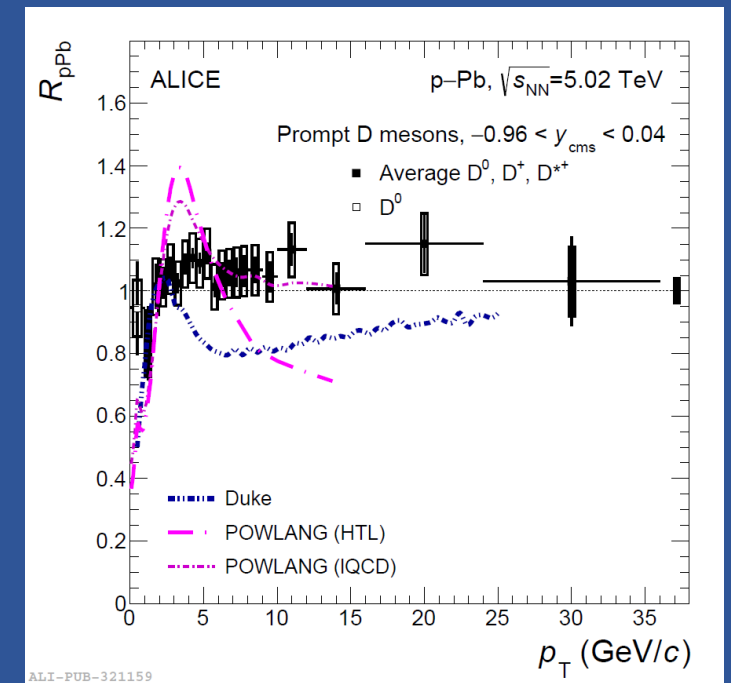 R_pPb
ALICE
p–Pb, √s_NN=5.02 TeV
Prompt D mesons, –0.96 < y_cms < 0.04
Average D⁰, D⁺, D*⁺
D⁰
1.6
1.4
1.2
1
0.8
0.6
0.4
0.2
0
Duke
POWLANG (HTL)
POWLANG (lQCD)
0 5 10 15 20 25 30 35
p_T (GeV/c)
ALI-PUB-321159